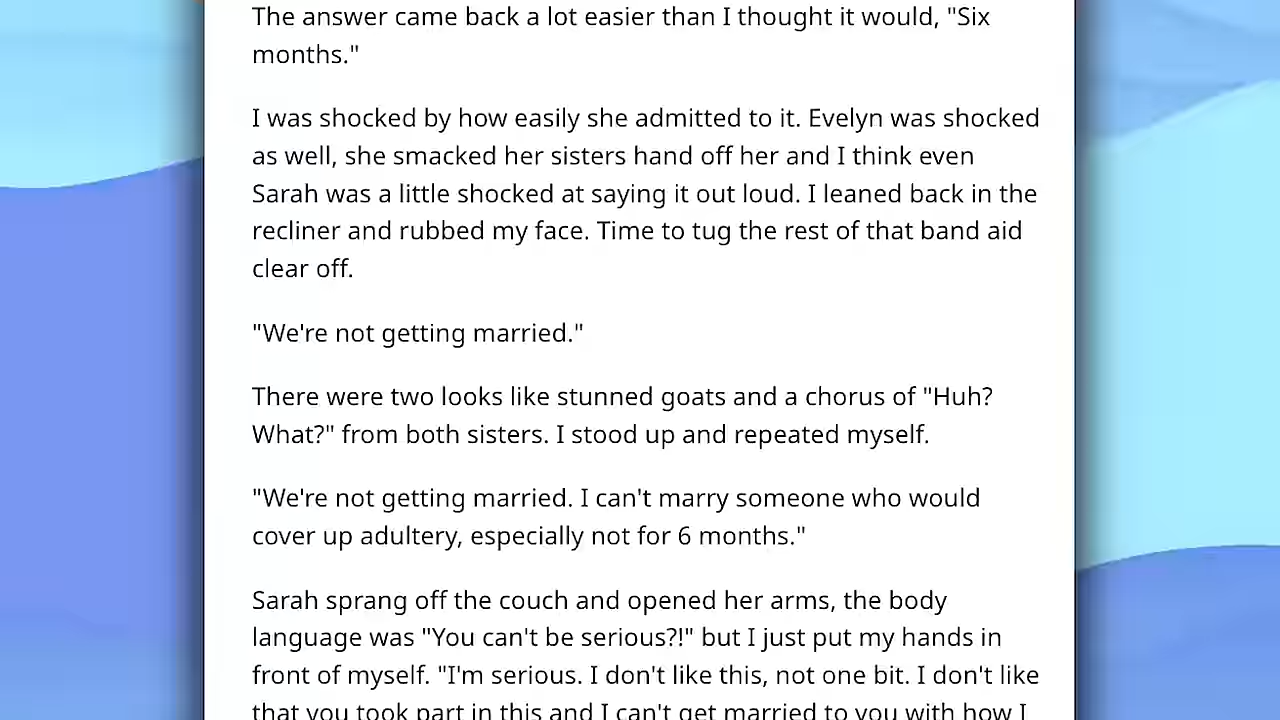 The answer came back a lot easier than I thought it would, "Six
months."
I was shocked by how easily she admitted to it. Evelyn was shocked
as well, she smacked her sisters hand off her and I think even
Sarah was a little shocked at saying it out loud. I leaned back in the
recliner and rubbed my face. Time to tug the rest of that band aid
clear off.
"We're not getting married."
There were two looks like stunned goats and a chorus of "Huh?
What?" from both sisters. I stood up and repeated myself.
"We're not getting married. I can't marry someone who would
cover up adultery, especially not for 6 months."
Sarah sprang off the couch and opened her arms, the body
language was "You can't be serious?!" but I just put my hands in
front of myself. "I'm serious. I don't like this, not one bit. I don't like
that you took part in this and I can't get married to you with how I